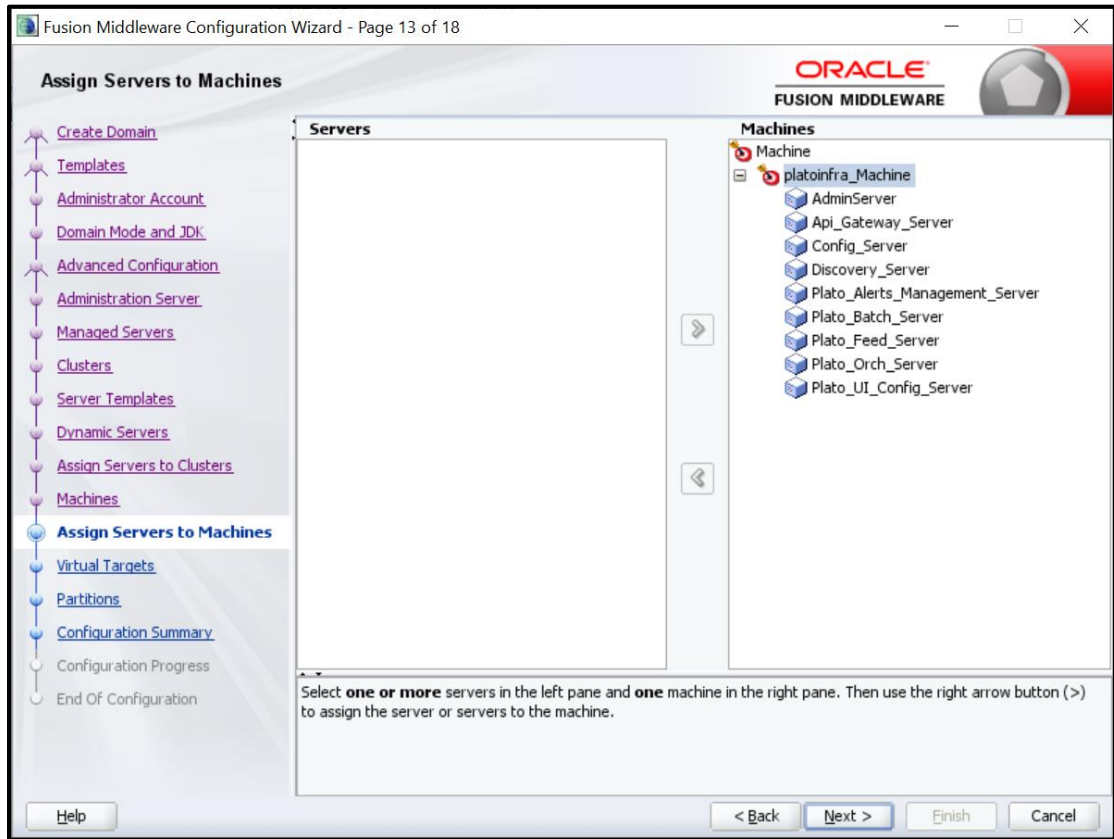 Fusion Middleware Configuration Wizard - Page 13 of 18
Assign Servers to Machines
ORACLE
FUSION MIDDLEWARE
Create Domain
Templates
Administrator Account
Domain Mode and JDK
Advanced Configuration
Administration Server
Managed Servers
Clusters
Server Templates
Dynamic Servers
Assign Servers to Clusters
Machines
Assign Servers to Machines
Virtual Targets
Partitions
Configuration Summary
Configuration Progress
End Of Configuration
Servers
Machines
Machine
platoinfra_Machine
AdminServer
Api_Gateway_Server
Config_Server
Discovery_Server
Plato_Alerts_Management_Server
Plato_Batch_Server
Plato_Feed_Server
Plato_Orch_Server
Plato_UI_Config_Server
Select one or more servers in the left pane and one machine in the right pane. Then use the right arrow button (>)
to assign the server or servers to the machine.
Help
< Back
Next >
Finish
Cancel